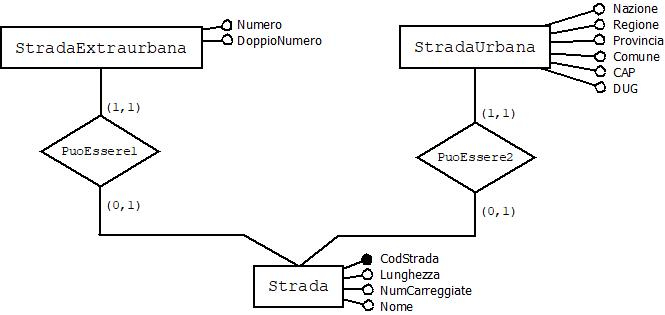 Numero
DoppioNumero
StradaExtraurbana
Nazione
Regione
Provincia
Comune
CAP
DUG
StradaUrbana
(1,1)
(1,1)
PuoEssere1
PuoEssere2
(0,1)
(0,1)
CodStrada
Lunghezza
NumCarreggiate
Nome
Strada